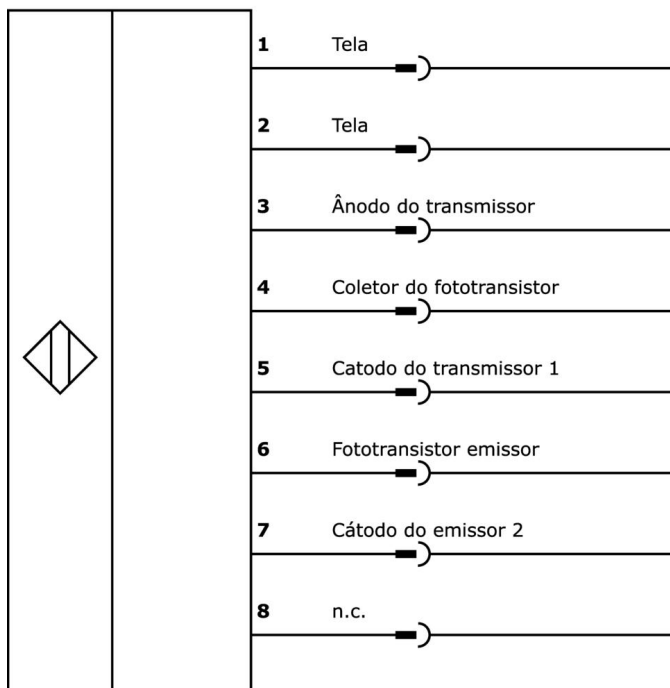 1 Tela
2 Tela
3 Ânodo do transmissor
4 Coletor do fototransistor
5 Catodo do transmissor 1
6 Fototransistor emissor
7 Cátodo do emissor 2
8 n.c.